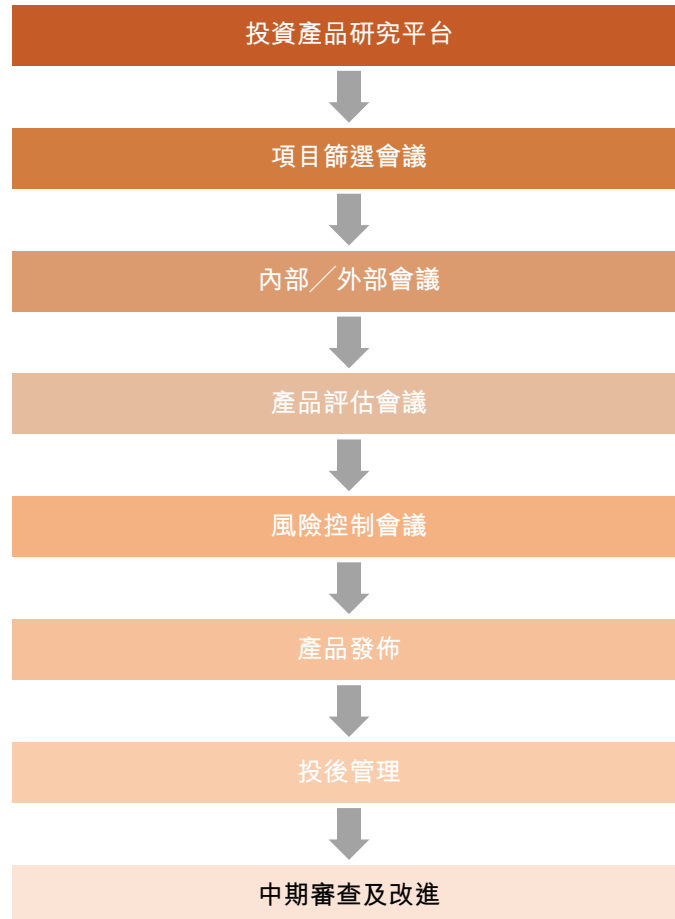 投資產品研究平台
項目篩選會議
內部／外部會議
產品評估會議
風險控制會議
產品發佈
投後管理
中期審查及改進